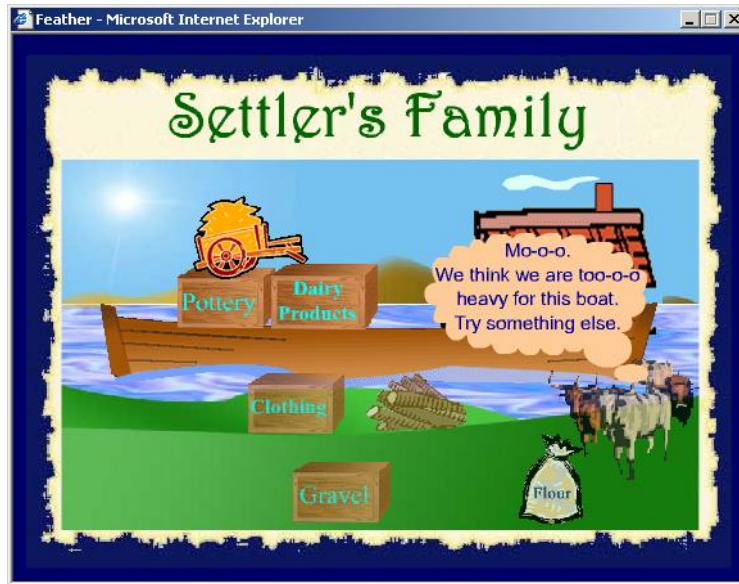 Feather - Microsoft Internet Explorer
Settler's Family
Mo-o-o.
We think we are too-o-o
heavy for this boat.
Try something else.
Pottery
Dairy
Products
Clothing
Gravel
Flour